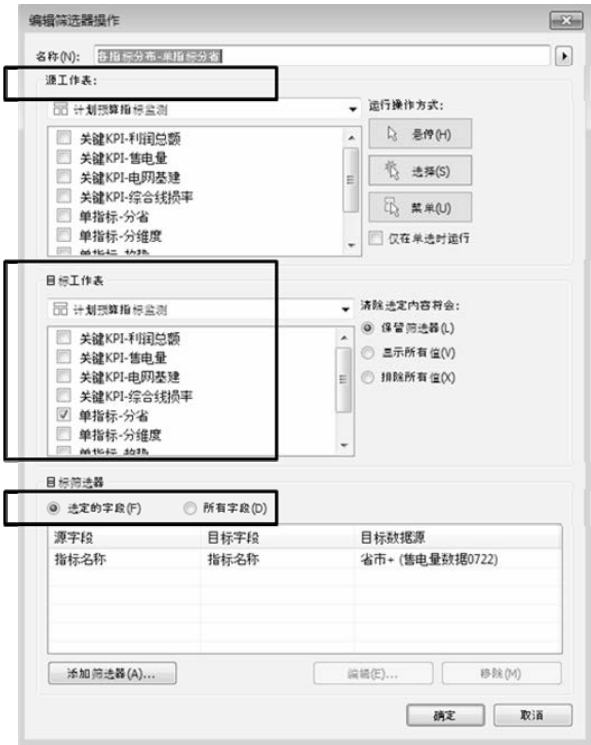 编辑筛选器操作
名称(N): 各指标分布-单指标分省
源工作表:
计划预算指标监测
关键KPI-利润总额
关键KPI-售电量
关键KPI-电网基建
关键KPI-综合线损率
单指标-分省
单指标-分维度
单指标-趋势
运行操作方式:
悬停(H)
选择(S)
菜单(U)
仅在单选时运行
目标工作表
计划预算指标监测
关键KPI-利润总额
关键KPI-售电量
关键KPI-电网基建
关键KPI-综合线损率
单指标-分省
单指标-分维度
单指标-趋势
清除选定内容将会:
保留筛选器(L)
显示所有值(V)
排除所有值(X)
目标筛选器
选定的字段(F) 所有字段(D)
源字段 目标字段 目标数据源
指标名称 指标名称 省市+ (售电量数据0722)
添加筛选器(A)... 编辑(E)... 移除(M)
确定 取消